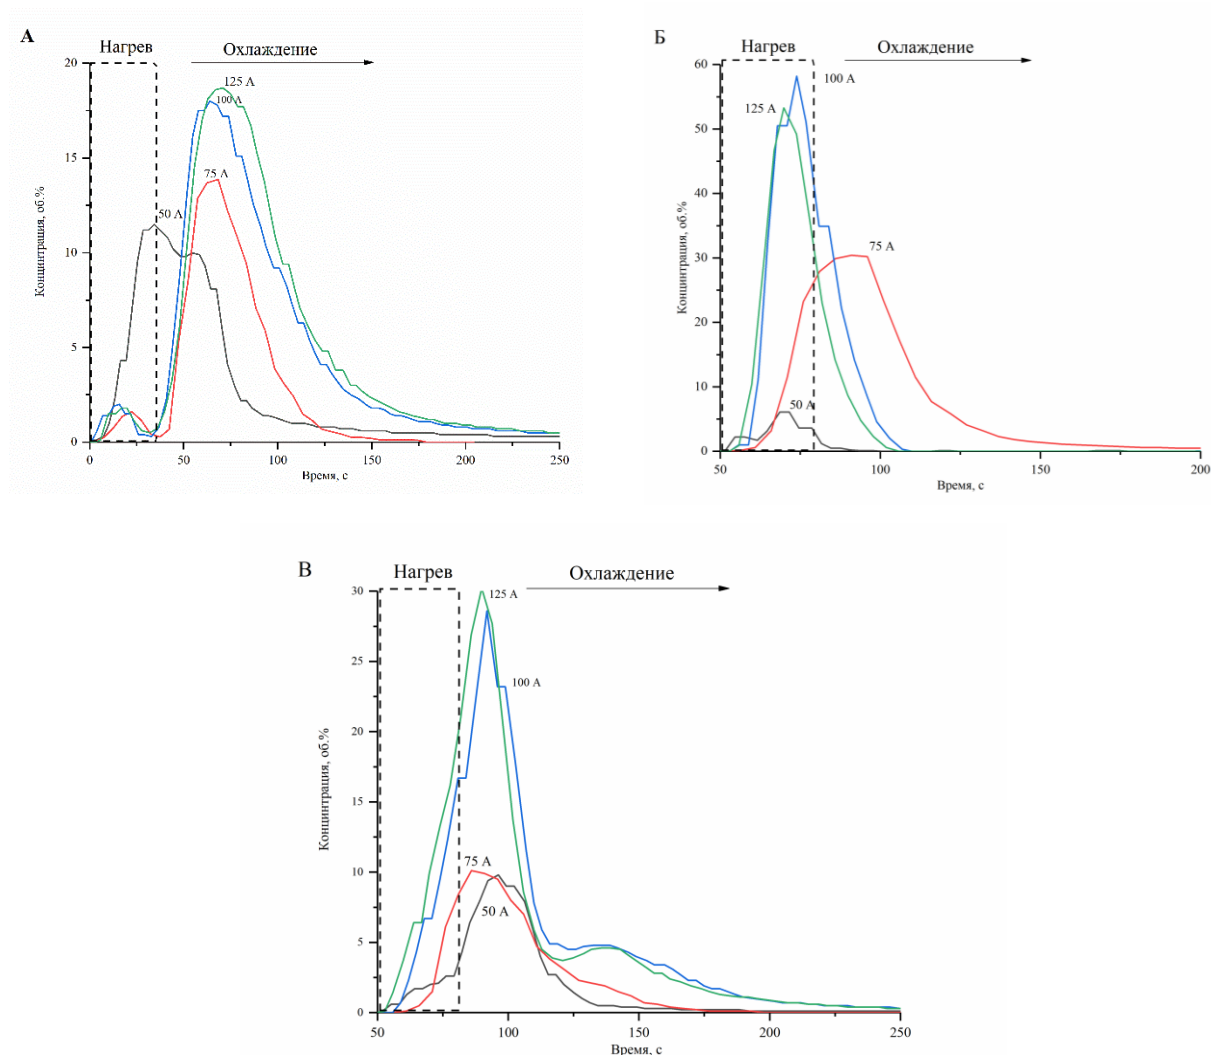 А
Нагрев
Охлаждение
20
15
10
5
0
Концинтрация, об.%
125 А
100 А
75 А
50 А
0
50
100
150
200
250
Время, с
Б
Нагрев
Охлаждение
60
50
40
30
20
10
0
Концинтрация, об.%
100 А
125 А
75 А
50 А
50
100
150
200
Время, с
В
Нагрев
Охлаждение
30
25
20
15
10
5
0
Концинтрация, об.%
125 А
100 А
75 А
50 А
50
100
150
200
250
Время, с